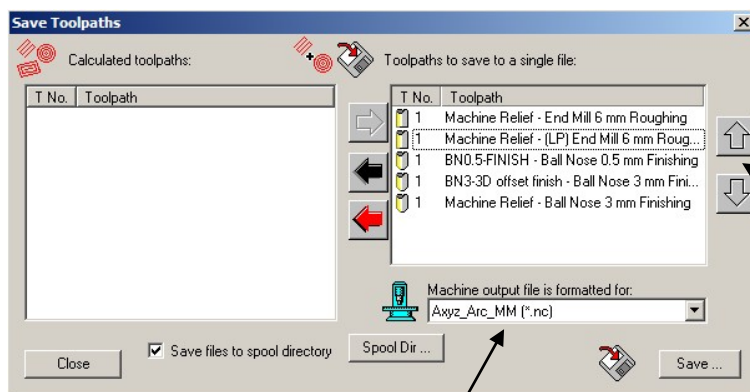 Save Toolpaths
Calculated toolpaths:
T No. Toolpath
Toolpaths to save to a single file:
T No. Toolpath
1 Machine Relief - End Mill 6 mm Roughing
1 Machine Relief - (LP) End Mill 6 mm Roug...
1 BN0.5-FINISH - Ball Nose 0.5 mm Finishing
1 BN3-3D offset finish - Ball Nose 3 mm Fini...
1 Machine Relief - Ball Nose 3 mm Finishing
Machine output file is formatted for:
Axyz_Arc_MM (*.nc)
Close
Save files to spool directory
Spool Dir ...
Save ...